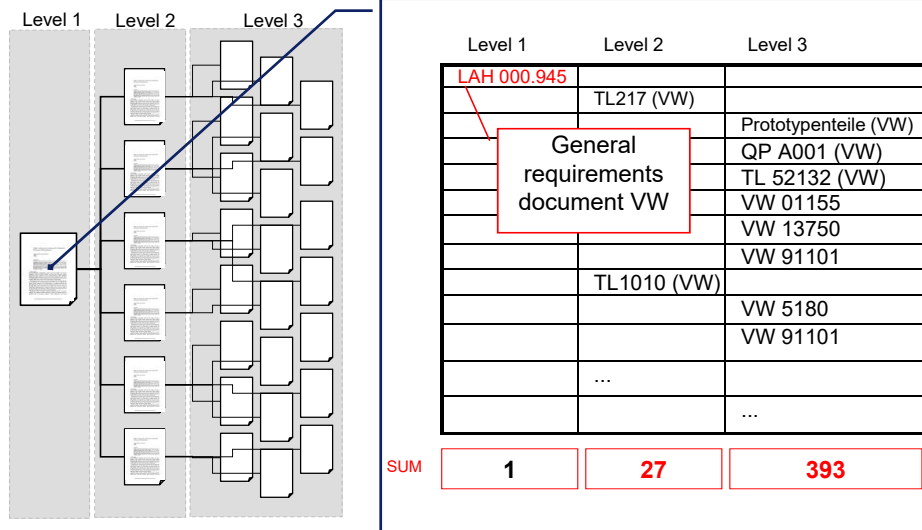 Level 1
Level 2
Level 3
Level 1
Level 2
Level 3
LAH 000.945
TL217 (VW)
Prototypenteile (VW)
General
requirements
document VW
QP A001 (VW)
TL 52132 (VW)
VW 01155
VW 13750
VW 91101
TL1010 (VW)
VW 5180
VW 91101
...
...
SUM
1
27
393